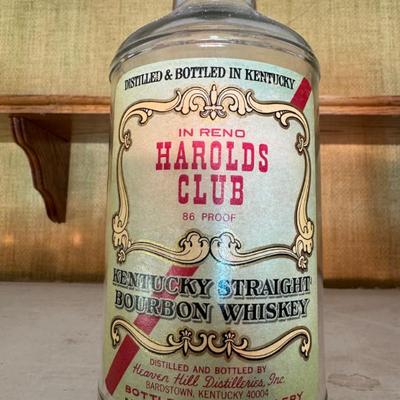 DISTILLED & BOTTLED IN KENTUCKY
IN RENO
HAROLDS
CLUB
86 PROOF
KENTUCKY STRAIGHT
BOURBON WHISKEY
DISTILLED AND BOTTLED BY
Heaven Hill Distilleries, Inc.
BARDSTOWN, KENTUCKY 40004